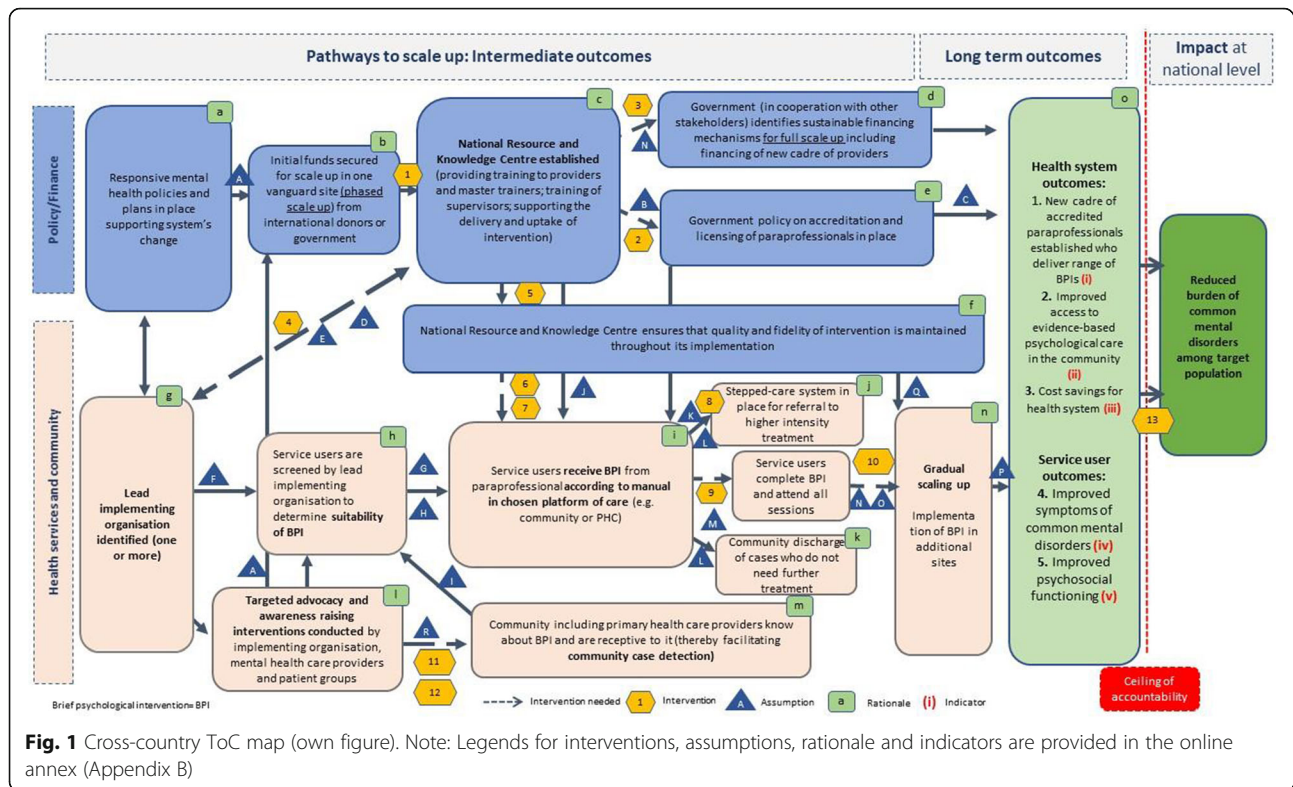 Pathways to scale up: Intermediate outcomes
Long term outcomes
Impact at
national level
Policy/Finance
Health services and community
a
Responsive mental
health policies and
plans in place
supporting system's
change
A
b
Initial funds secured
for scale up in one
vanguard site (phased
scale up) from
international donors or
government
1
c
National Resource and
Knowledge Centre established
(providing training to providers
and master trainers; training of
supervisors; supporting the
delivery and uptake of
intervention)
3
N
d
Government (in cooperation with other
stakeholders) identifies sustainable financing
mechanisms for full scale up including
financing of new cadre of providers
B
2
e
Government policy on accreditation and
licensing of paraprofessionals in place
C
4
E
D
5
f
National Resource and Knowledge Centre ensures that quality and fidelity of intervention is maintained
throughout its implementation
6
7
J
Q
g
Lead
implementing
organisation
identified (one
or more)
F
h
Service users are
screened by lead
implementing
organisation to
determine suitability
of BPI
G
H
i
Service users receive BPI from
paraprofessional according to manual
in chosen platform of care (e.g.
community or PHC)
K
L
8
j
Stepped-care system in
place for referral to
higher intensity
treatment
9
Service users
complete BPI
and attend all
sessions
10
N
O
M
L
k
Community discharge
of cases who do not
need further
treatment
n
Gradual
scaling up
Implementa
tion of BPI in
additional
sites
P
A
l
Targeted advocacy and
awareness raising
interventions conducted by
implementing organisation,
mental health care providers
and patient groups
I
R
11
12
m
Community including primary health care providers know
about BPI and are receptive to it (thereby facilitating
community case detection)
o
Health system
outcomes:
1. New cadre of
accredited
paraprofessionals
established who
deliver range of
BPIs (i)
2. Improved
access to
evidence-based
psychological care
in the community
(ii)
3. Cost savings for
health system (iii)
Service user
outcomes:
4. Improved
symptoms of
common mental
disorders (iv)
5. Improved
psychosocial
functioning (v)
13
Reduced
burden of
common
mental
disorders
among target
population
Ceiling of
accountability
Brief psychological intervention= BPI
Intervention needed
1
Intervention
A
Assumption
a
Rationale
(i)
Indicator
Fig. 1 Cross-country ToC map (own figure). Note: Legends for interventions, assumptions, rationale and indicators are provided in the online
annex (Appendix B)